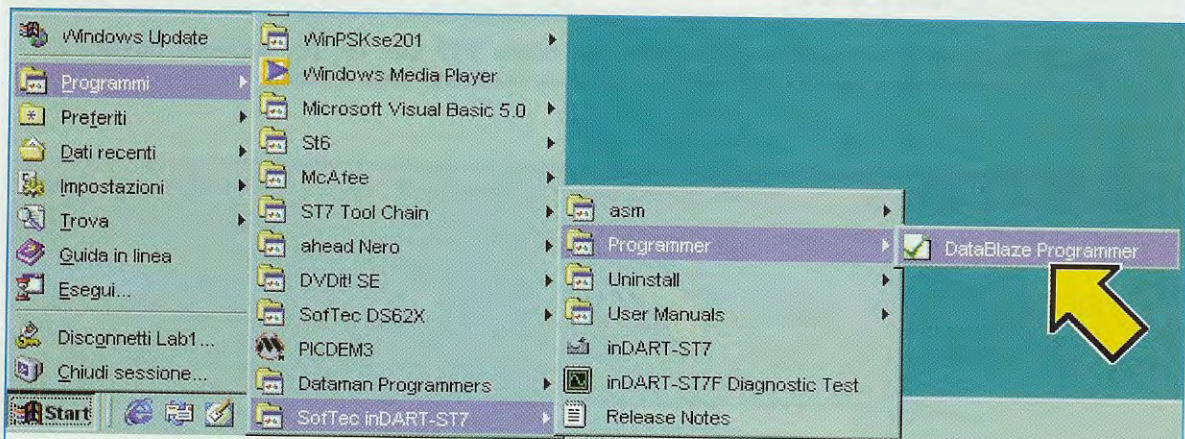 Windows Update
Programmi
Preferiti
Dati recenti
Impostazioni
Trova
Guida in linea
Esegui...
Disconnetti Lab1...
Chiudi sessione...
Start
WinPSKse201
Windows Media Player
Microsoft Visual Basic 5.0
St6
McAfee
ST7 Tool Chain
ahead Nero
DVDit! SE
SofTec DS62X
PICDEM3
Dataman Programmers
SofTec inDART-ST7
asm
Programmer
Uninstall
User Manuals
inDART-ST7
inDART-ST7F Diagnostic Test
Release Notes
DataBlaze Programmer